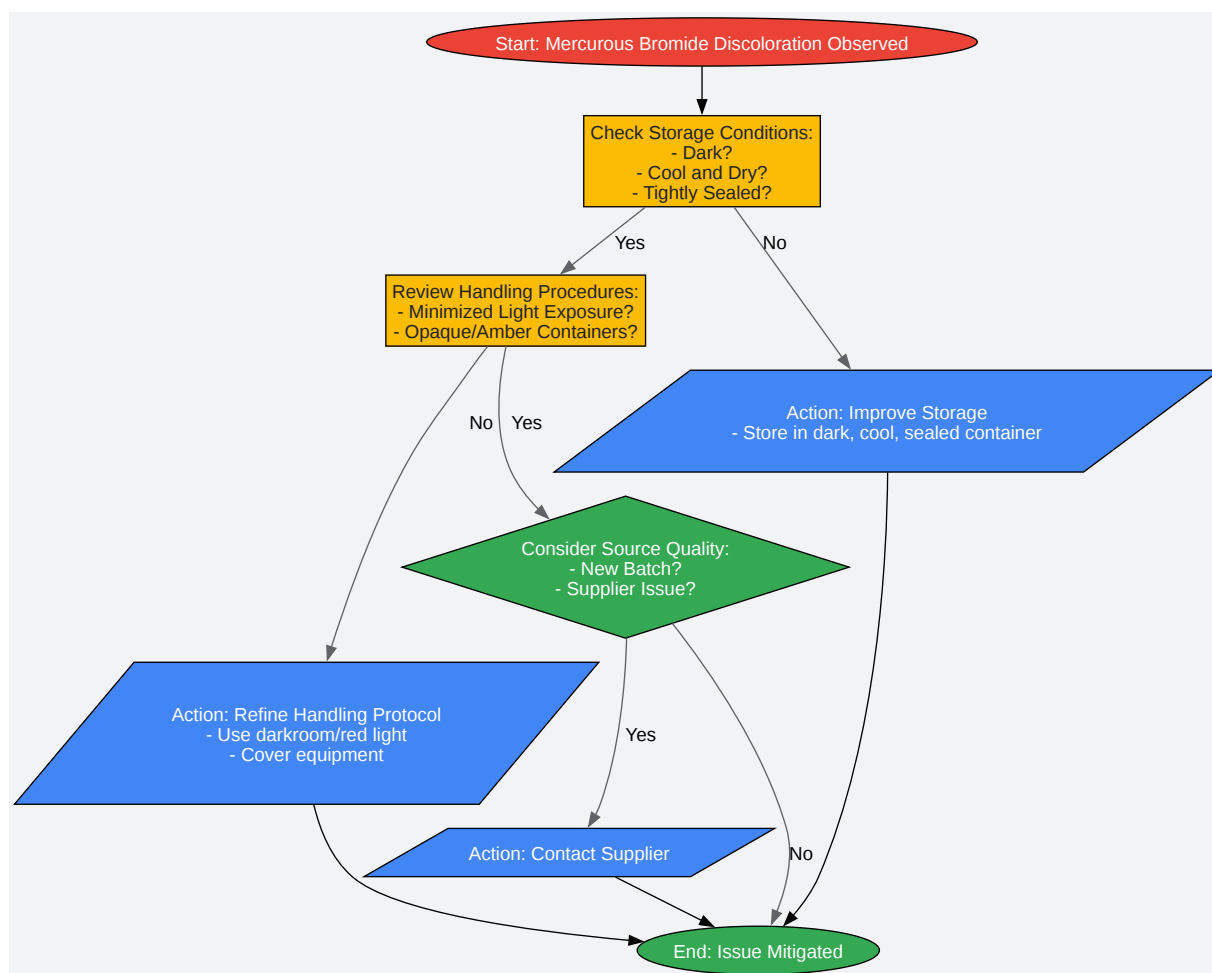 Start: Mercurous Bromide Discoloration Observed
Check Storage Conditions:
- Dark?
- Cool and Dry?
- Tightly Sealed?
Yes
No
Review Handling Procedures:
- Minimized Light Exposure?
- Opaque/Amber Containers?
No
Yes
Action: Improve Storage
- Store in dark, cool, sealed container
Consider Source Quality:
- New Batch?
- Supplier Issue?
Action: Refine Handling Protocol
- Use darkroom/red light
- Cover equipment
Yes
Action: Contact Supplier
No
End: Issue Mitigated